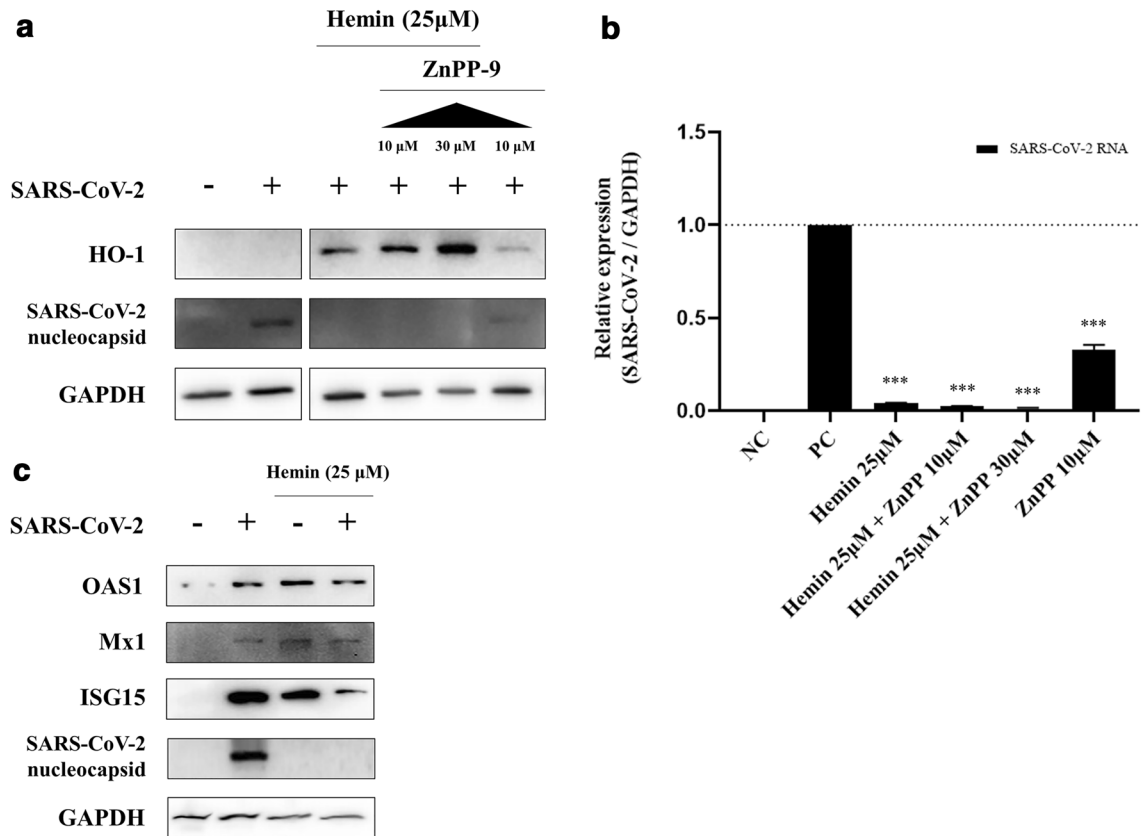 a
Hemin (25μM)
ZnPP-9
10 μM 30 μM 10 μM
SARS-CoV-2 - + + + + +
HO-1
SARS-CoV-2
nucleocapsid
GAPDH
b
1.5
1.0
0.5
0.0
Relative expression
(SARS-CoV-2 / GAPDH)
SARS-CoV-2 RNA
***
***
***
***
NC
PC
Hemin 25μM
Hemin 25μM + ZnPP 10μM
Hemin 25μM + ZnPP 30μM
ZnPP 10μM
c
Hemin (25 μM)
SARS-CoV-2 - + - +
OAS1
Mx1
ISG15
SARS-CoV-2
nucleocapsid
GAPDH